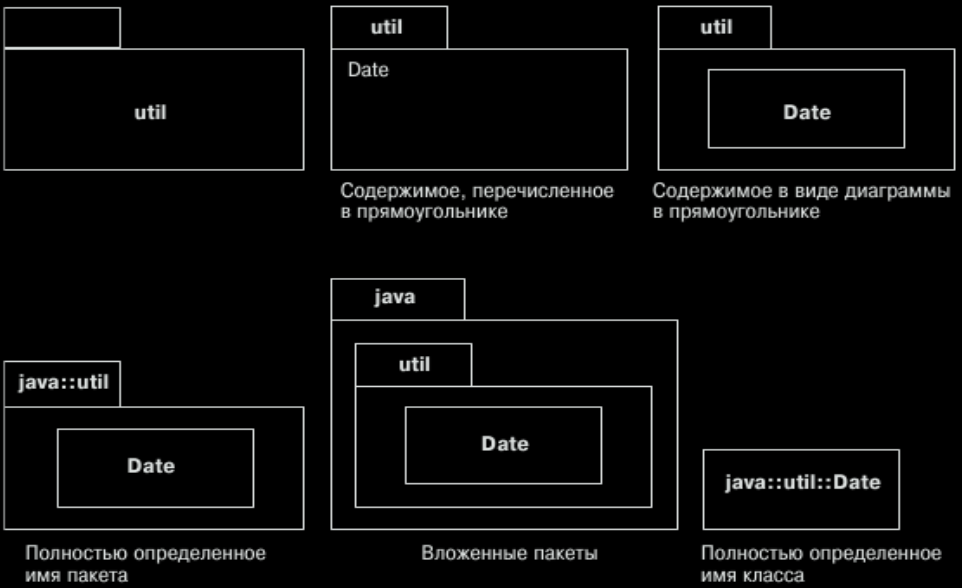 util
util
Date
Содержимое, перечисленное
в прямоугольнике
util
Date
Содержимое в виде диаграммы
в прямоугольнике
java::util
Date
Полностью определенное
имя пакета
java
util
Date
Вложенные пакеты
java::util::Date
Полностью определенное
имя класса